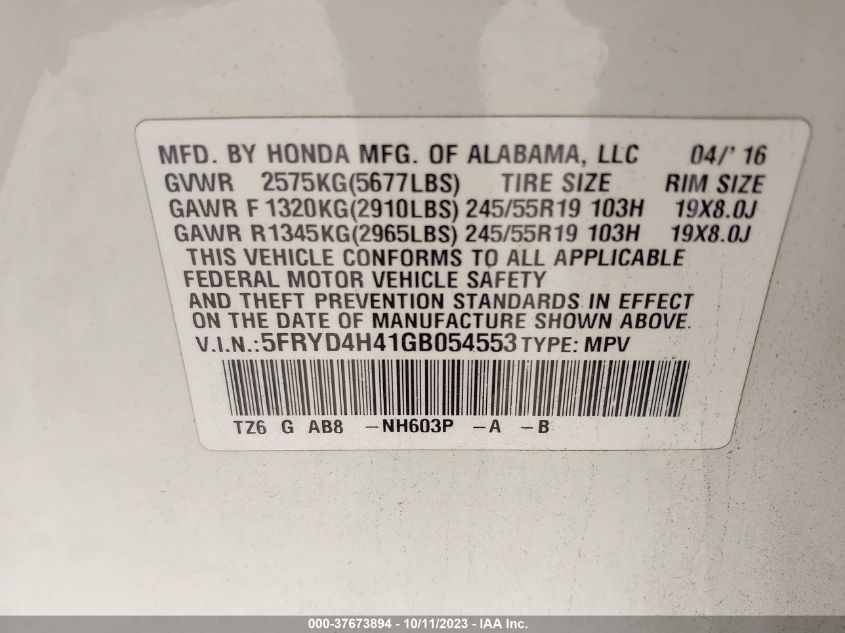 MFD. BY HONDA MFG. OF ALABAMA, LLC 04/' 16
GVWR 2575KG(5677LBS) TIRE SIZE RIM SIZE
GAWR F 1320KG(2910LBS) 245/55R19 103H 19X8.0J
GAWR R1345KG(2965LBS) 245/55R19 103H 19X8.0J
THIS VEHICLE CONFORMS TO ALL APPLICABLE
FEDERAL MOTOR VEHICLE SAFETY
AND THEFT PREVENTION STANDARDS IN EFFECT
ON THE DATE OF MANUFACTURE SHOWN ABOVE.
V.I.N.:5FRYD4H41GB054553 TYPE: MPV
TZ6 G AB8 -NH603P -A -B
000-37673894 - 10/11/2023 - IAA Inc.